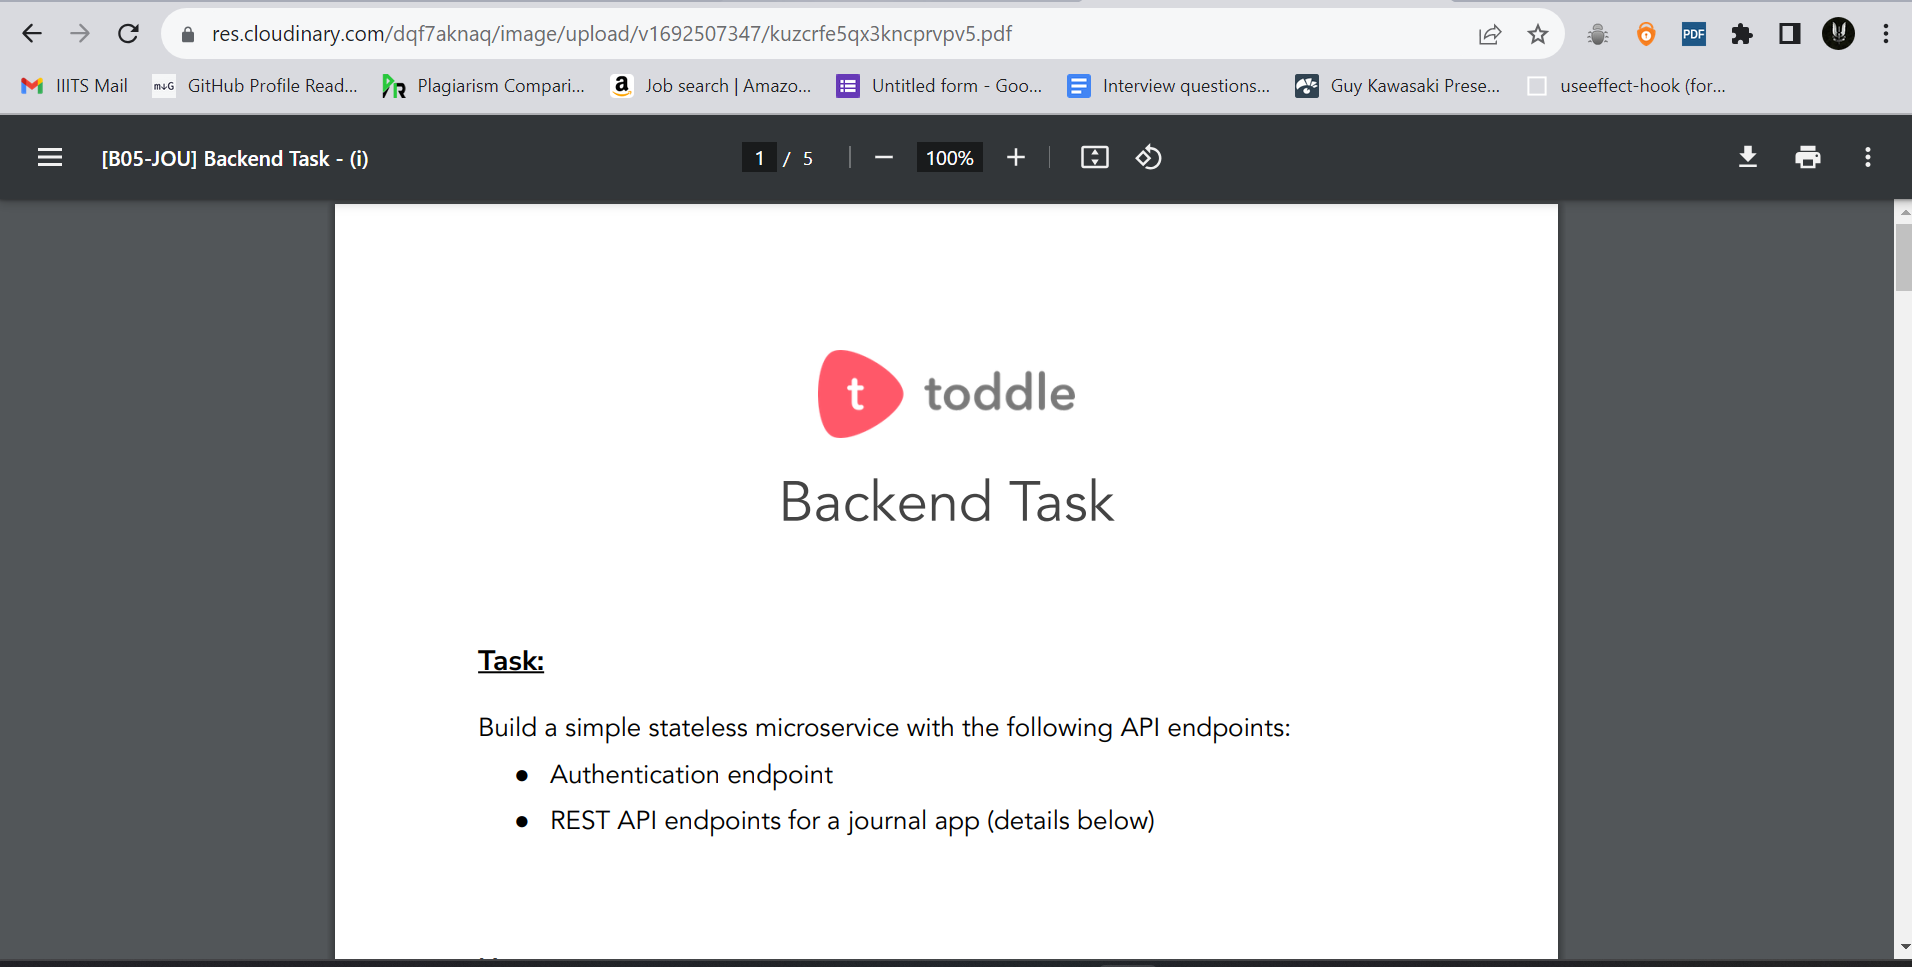 res.cloudinary.com/dqf7aknaq/image/upload/v1692507347/kuzcrfe5qx3kncprvpv5.pdf
PDF
IIITS Mail
m↓G GitHub Profile Read...
PR Plagiarism Compari...
a Job search | Amazo...
Untitled form - Goo...
Interview questions...
Guy Kawasaki Prese...
useeffect-hook (for...
[B05-JOU] Backend Task - (i)
1 / 5
100%
t toddle
Backend Task
Task:
Build a simple stateless microservice with the following API endpoints:
● Authentication endpoint
● REST API endpoints for a journal app (details below)